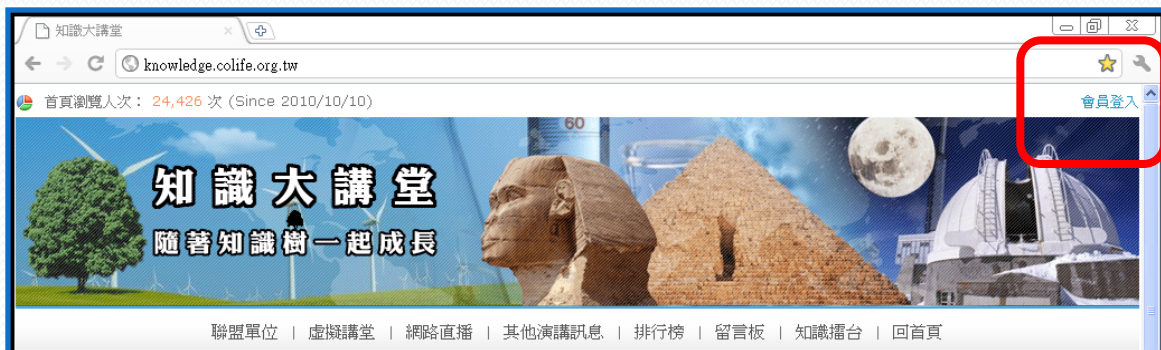 知識大講堂
knowledge.colife.org.tw
首頁瀏覽人次： 24,426 次 (Since 2010/10/10)
會員登入
60
知識大講堂
隨著知識樹一起成長
聯盟單位 | 虛擬講堂 | 網路直播 | 其他演講訊息 | 排行榜 | 留言板 | 知識擂台 | 回首頁